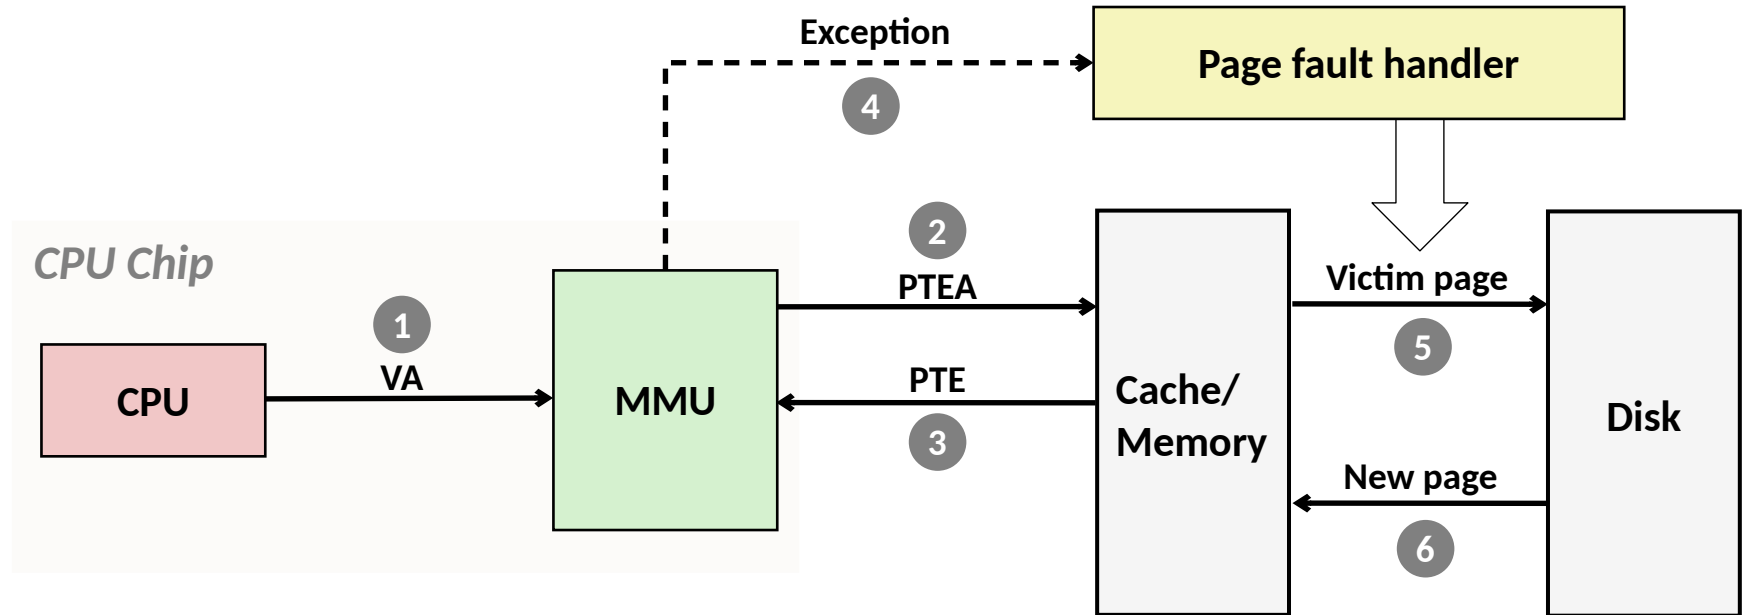 Exception
Page fault handler
4
2
CPU Chip
PTEA
Victim page
1
5
VA
PTE
CPU
MMU
Cache/
Memory
Disk
3
New page
6